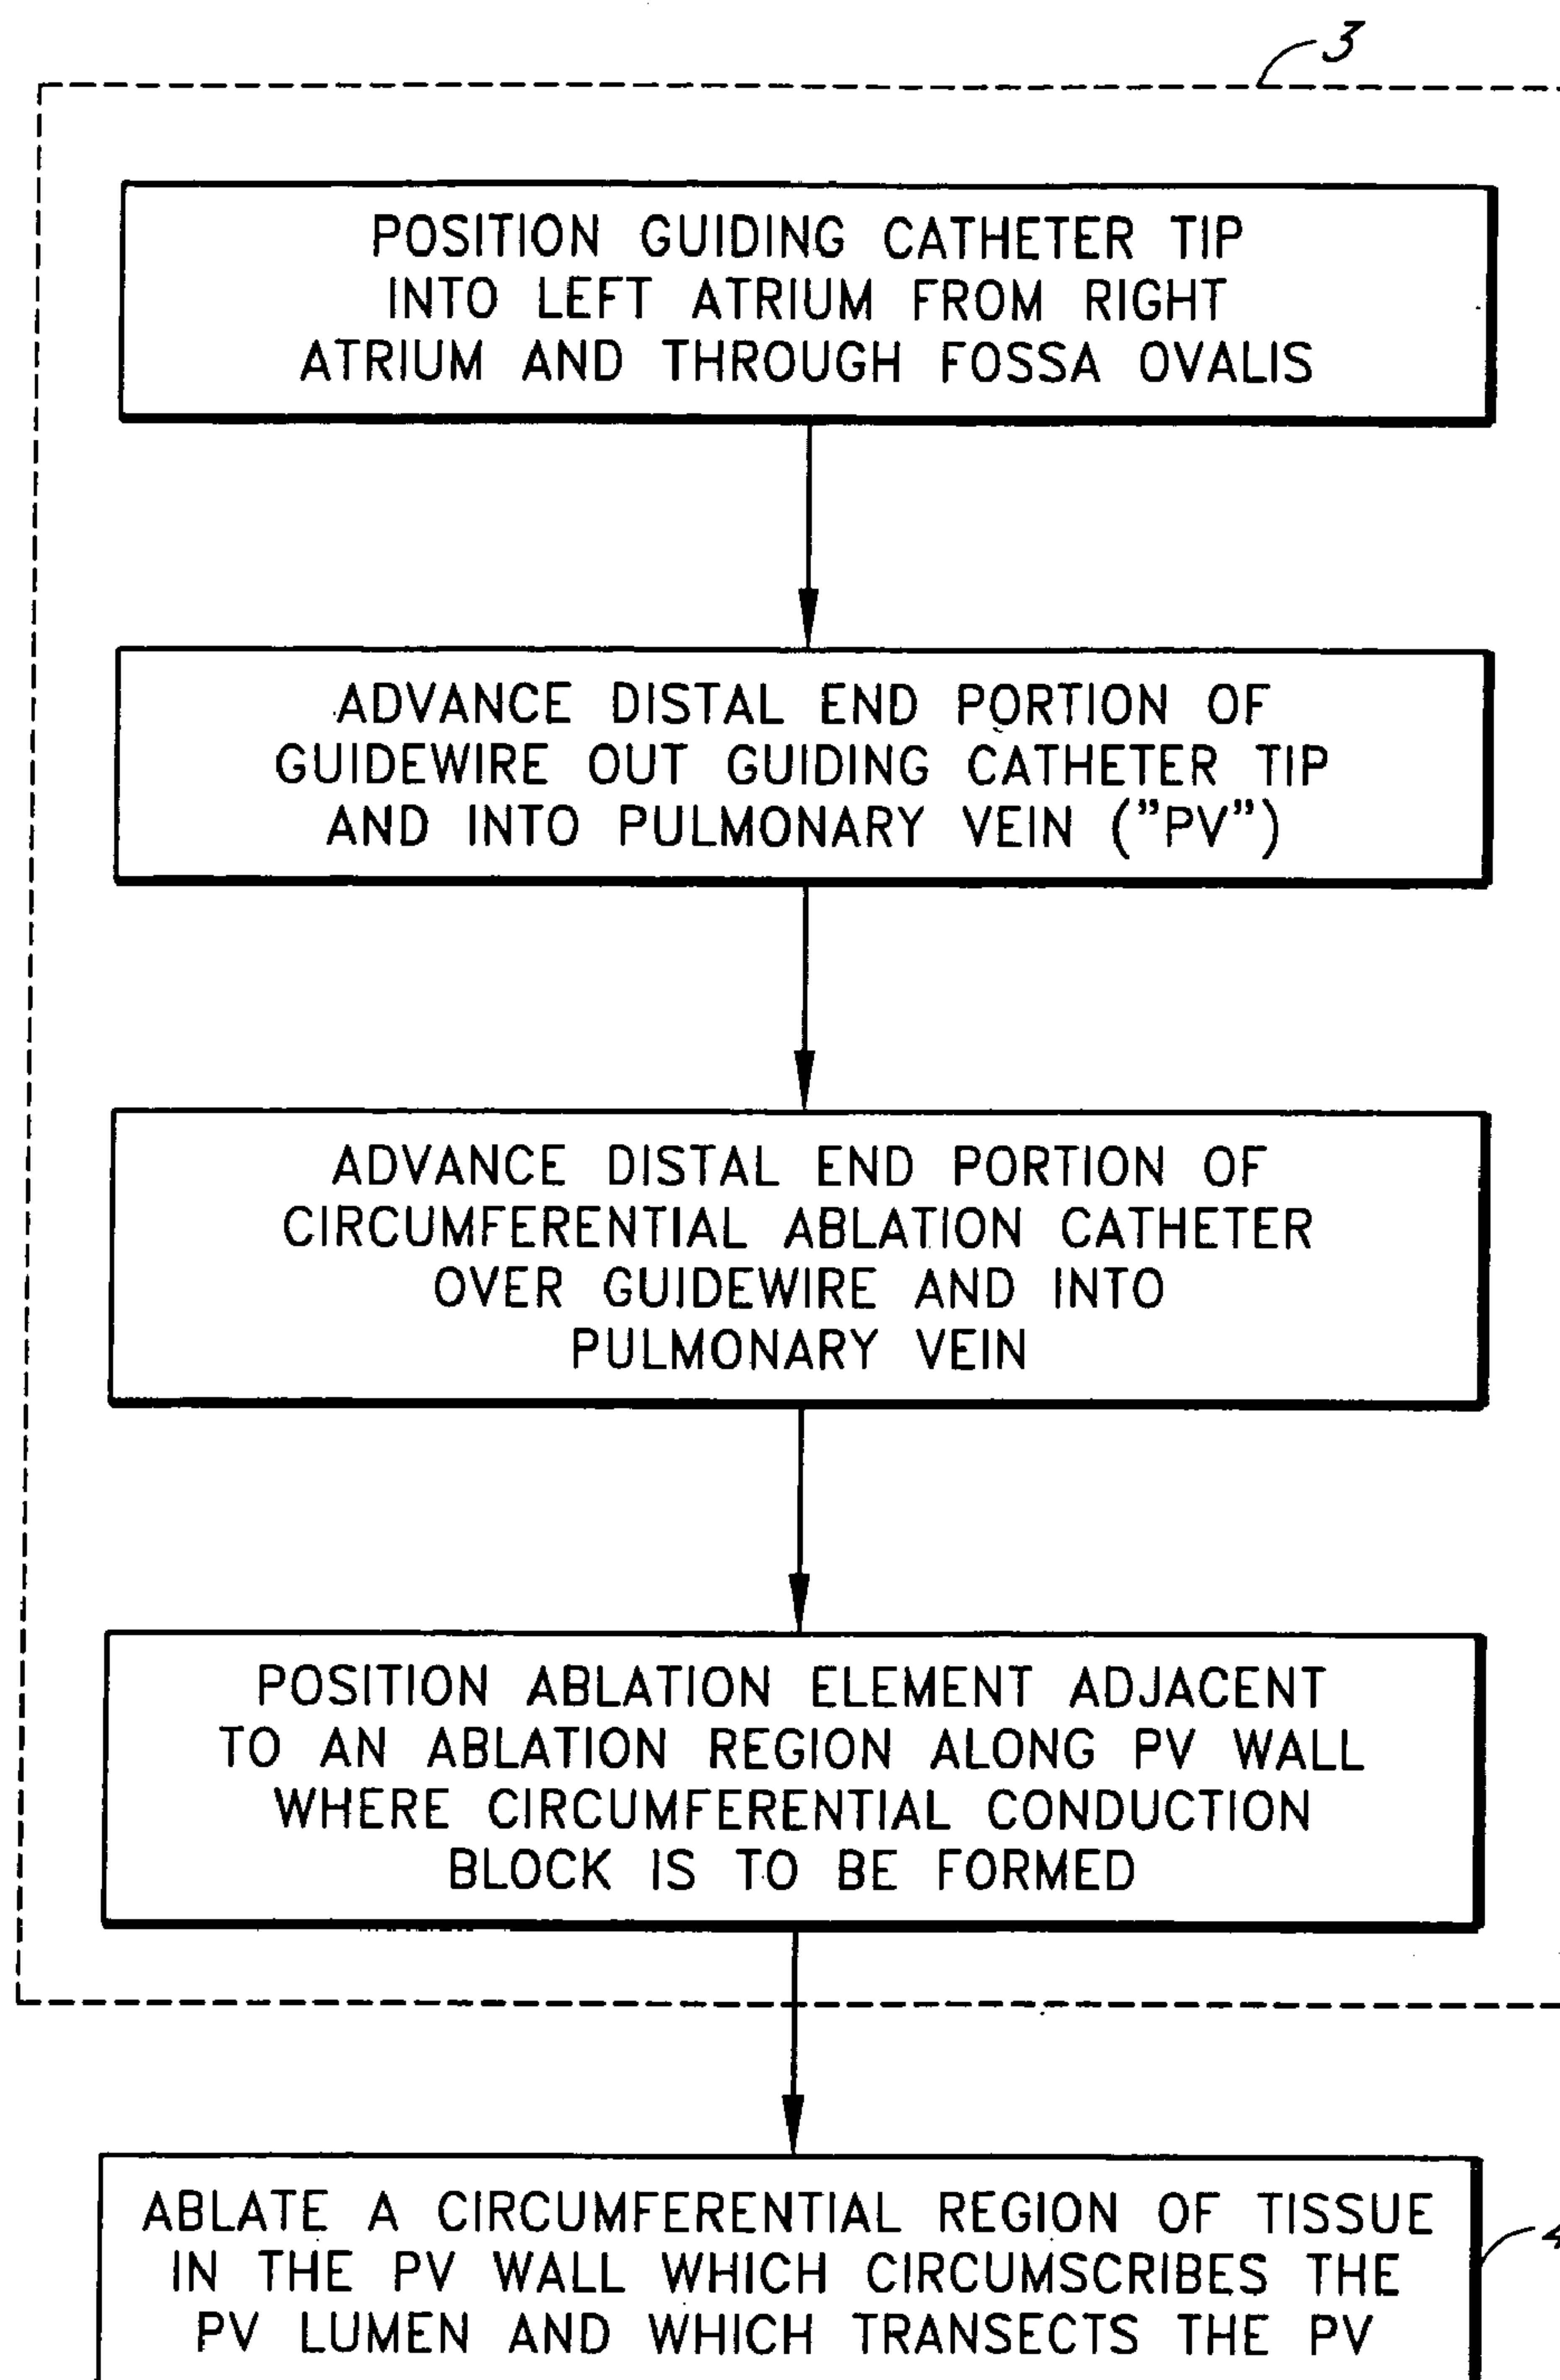 3
POSITION GUIDING CATHETER TIP
INTO LEFT ATRIUM FROM RIGHT
ATRIUM AND THROUGH FOSSA OVALIS
ADVANCE DISTAL END PORTION OF
GUIDEWIRE OUT GUIDING CATHETER TIP
AND INTO PULMONARY VEIN ("PV")
ADVANCE DISTAL END PORTION OF
CIRCUMFERENTIAL ABLATION CATHETER
OVER GUIDEWIRE AND INTO
PULMONARY VEIN
POSITION ABLATION ELEMENT ADJACENT
TO AN ABLATION REGION ALONG PV WALL
WHERE CIRCUMFERENTIAL CONDUCTION
BLOCK IS TO BE FORMED
ABLATE A CIRCUMFERENTIAL REGION OF TISSUE
IN THE PV WALL WHICH CIRCUMSCRIBES THE
PV LUMEN AND WHICH TRANSECTS THE PV